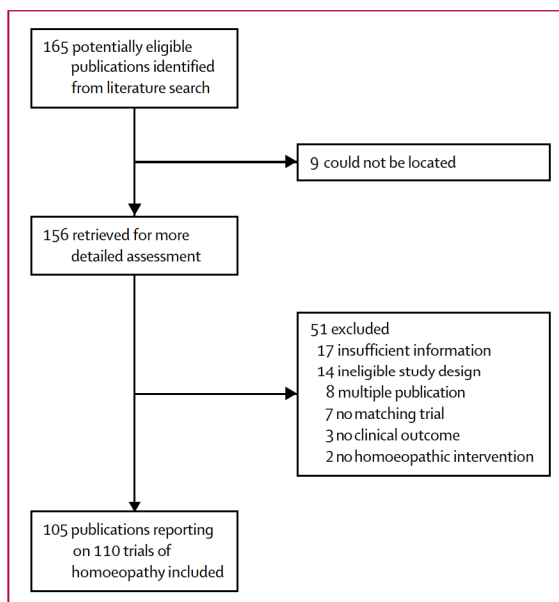 165 potentially eligible
publications identified
from literature search
9 could not be located
156 retrieved for more
detailed assessment
51 excluded
17 insufficient information
14 ineligible study design
8 multiple publication
7 no matching trial
3 no clinical outcome
2 no homoeopathic intervention
105 publications reporting
on 110 trials of
homoeopathy included